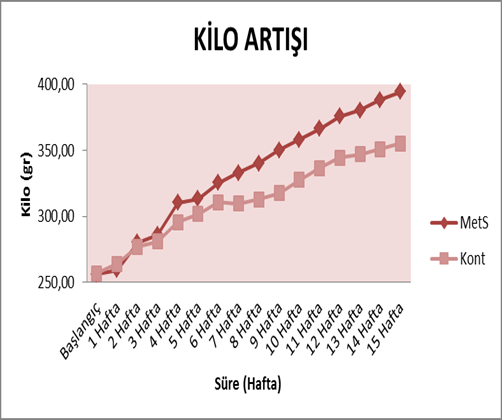 KİLO ARTIŞI
Kilo (gr)
400,00
350,00
300,00
250,00
Başlangıç
1 Hafta
2 Hafta
3 Hafta
4 Hafta
5 Hafta
6 Hafta
7 Hafta
8 Hafta
9 Hafta
10 Hafta
11 Hafta
12 Hafta
13 Hafta
14 Hafta
15 Hafta
Süre (Hafta)
MetS
Kont